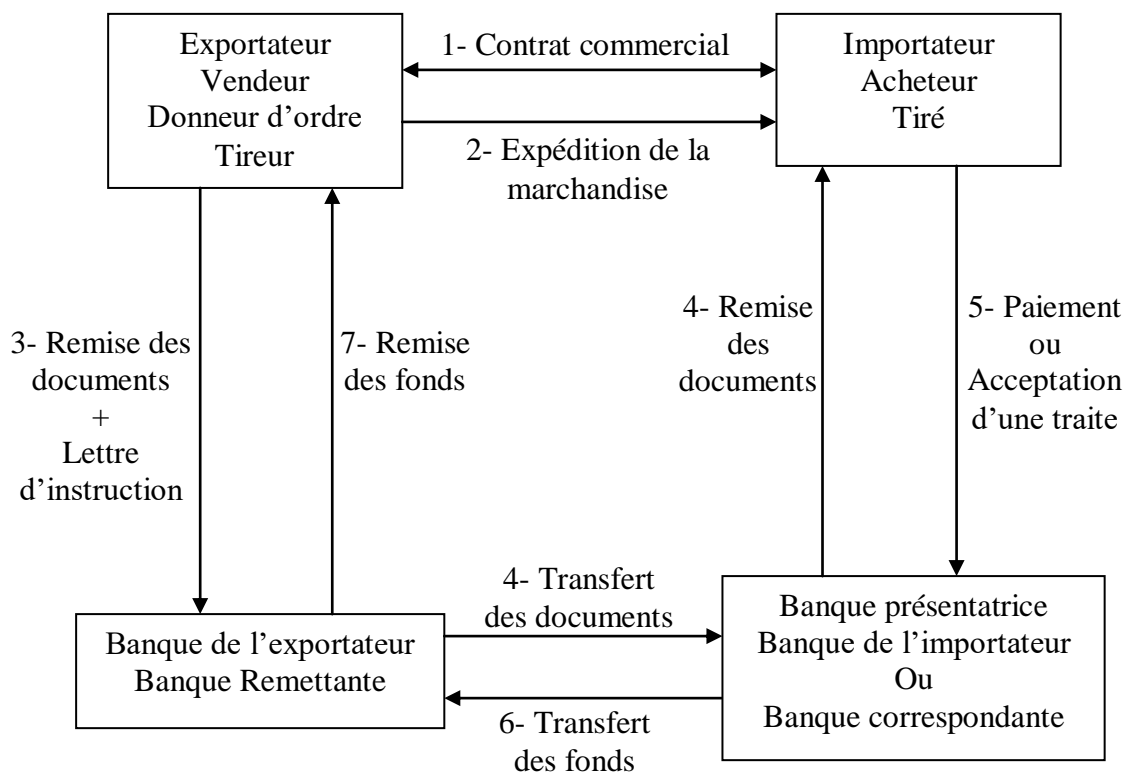 Exportateur
Vendeur
Donneur d’ordre
Tireur
1- Contrat commercial
2- Expédition de la
marchandise
Importateur
Acheteur
Tiré
3- Remise des
documents
+
Lettre
d’instruction
7- Remise
des fonds
4- Remise
des
documents
5- Paiement
ou
Acceptation
d’une traite
Banque de l’exportateur
Banque Remettante
4- Transfert
des documents
6- Transfert
des fonds
Banque présentatrice
Banque de l’importateur
Ou
Banque correspondante